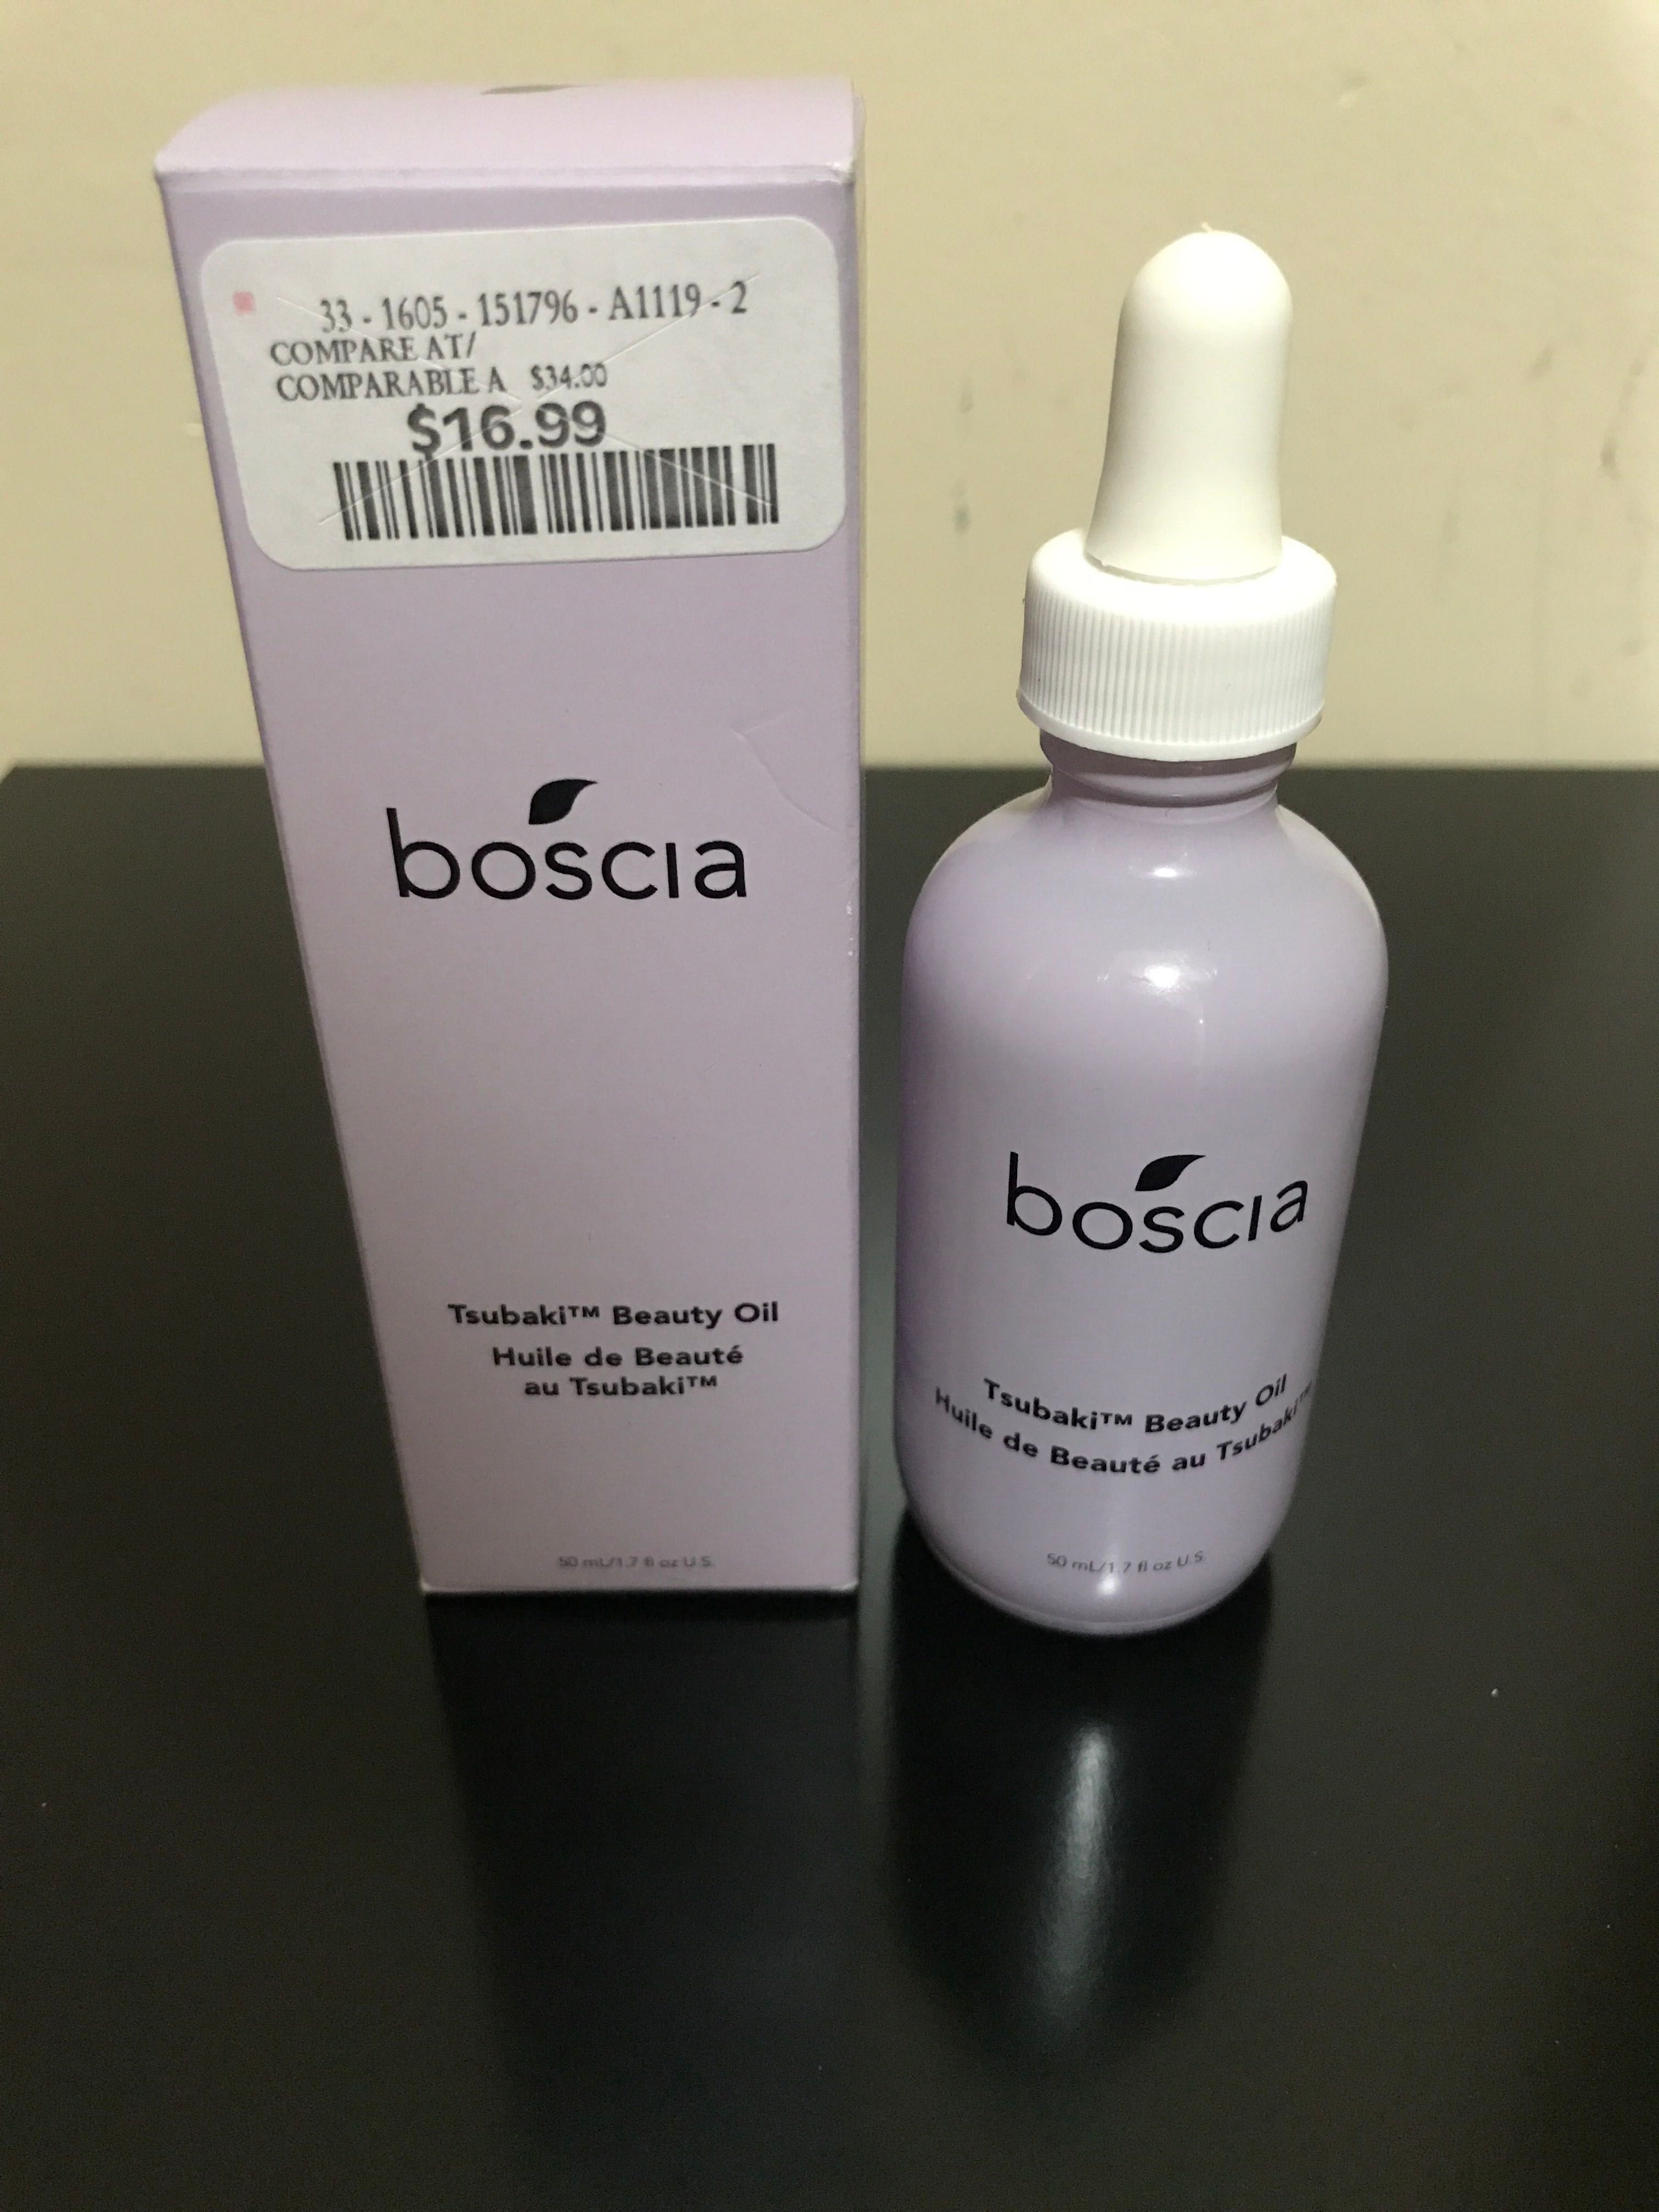 33 - 1605 - 151796 - A1119 - 2
COMPARE AT/
COMPARABLE A $34.00
$16.99
boscia
Tsubaki™ Beauty Oil
Huile de Beauté
au Tsubaki™
50 mL/1.7 fl oz U.S.
boscia
Tsubaki™ Beauty Oil
Huile de Beauté au Tsubaki™
50 mL/1.7 fl oz U.S.